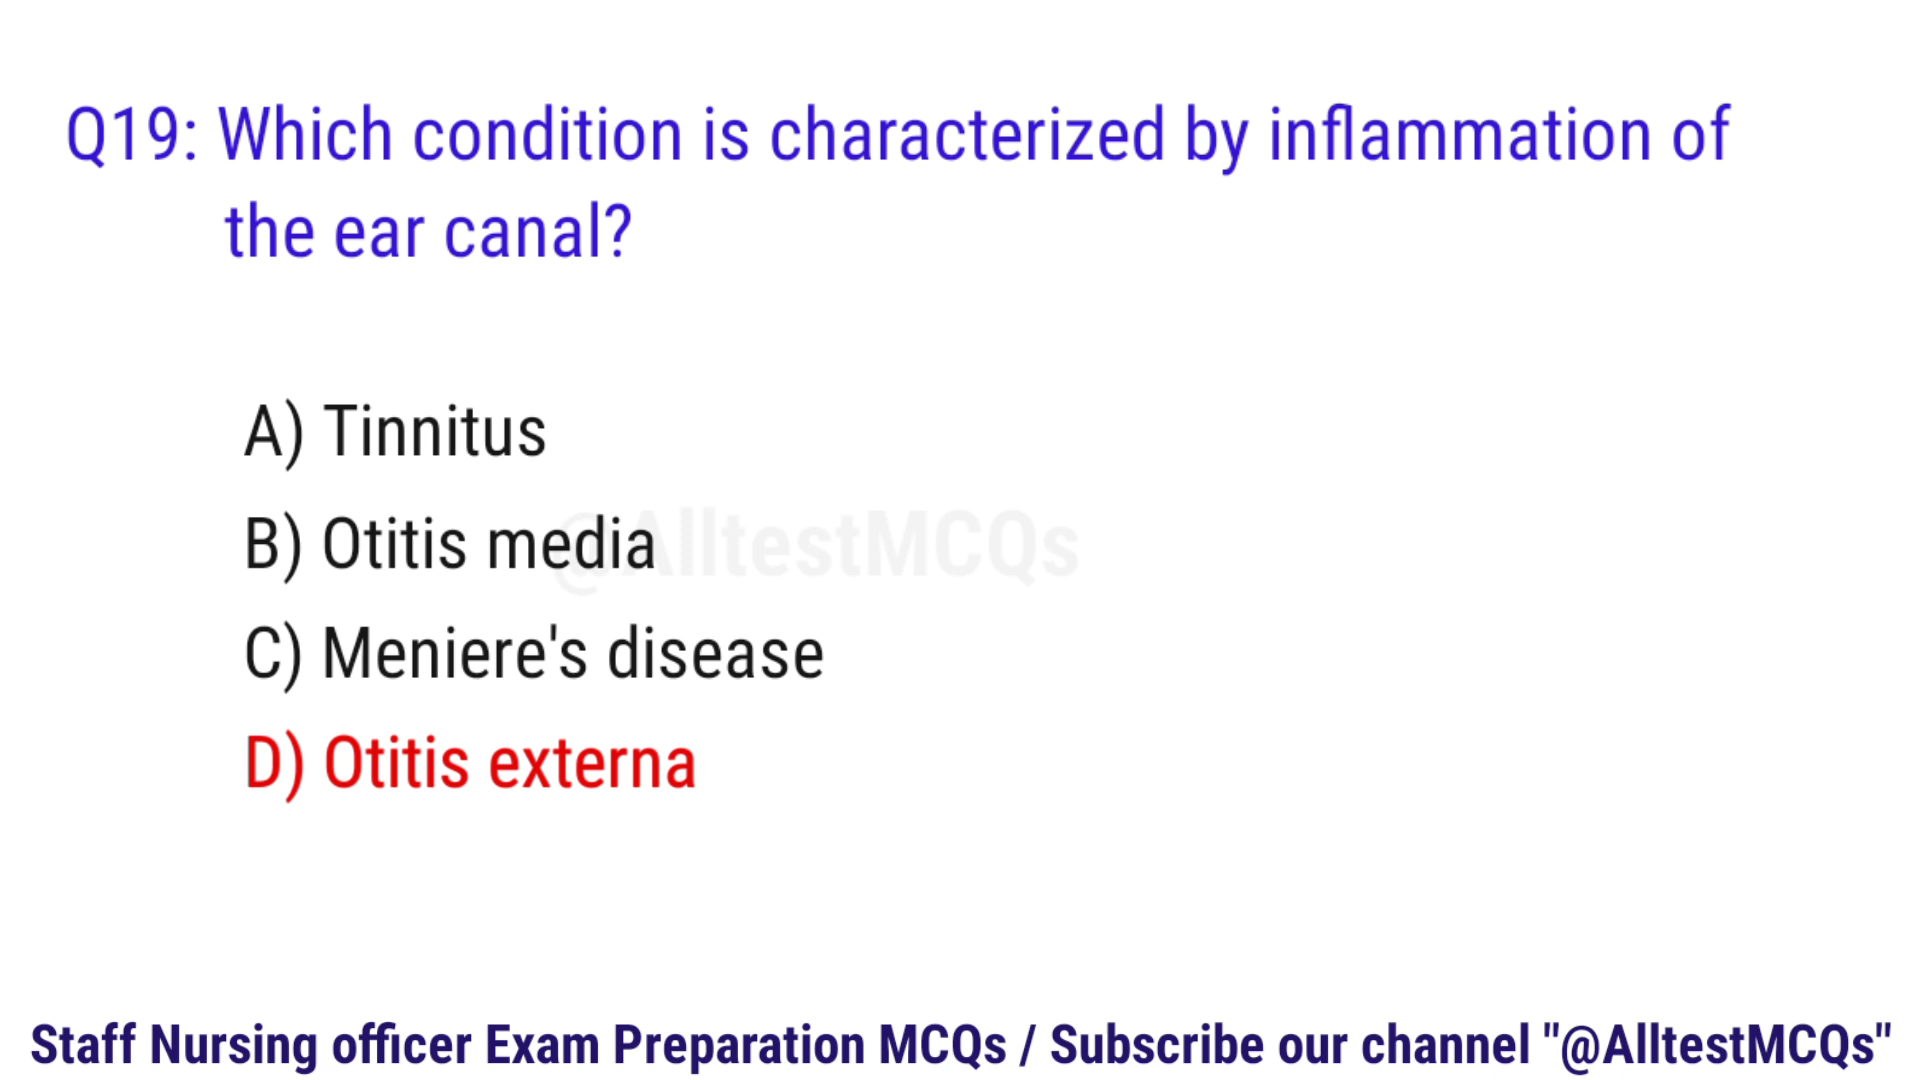 Q19: Which condition is characterized by inflammation of
the ear canal?
A) Tinnitus
B) Otitis media
@AlltestMCQs
C) Meniere's disease
D) Otitis externa
Staff Nursing officer Exam Preparation MCQs / Subscribe our channel "@AlltestMCQs"